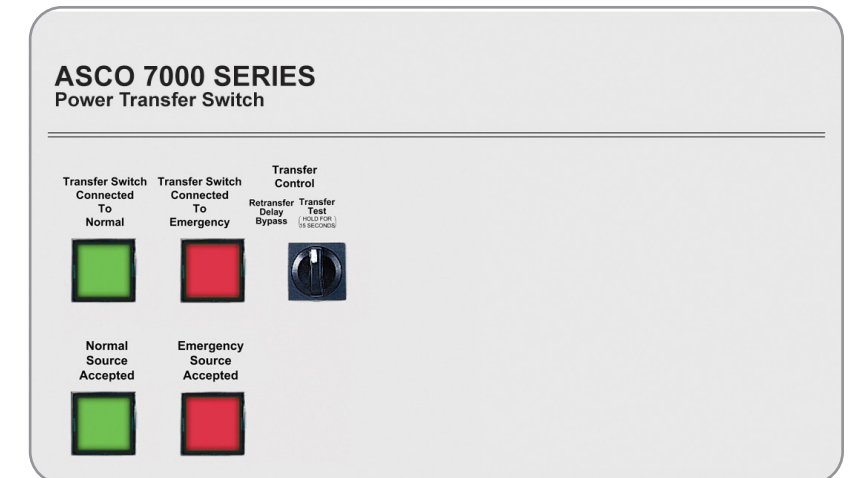 ASCO 7000 SERIES
Power Transfer Switch
Transfer Switch
Connected
To
Normal
Transfer Switch
Connected
To
Emergency
Transfer
Control
Retransfer
Delay
Bypass
Transfer
Test
(HOLD FOR
15 SECONDS)
Normal
Source
Accepted
Emergency
Source
Accepted